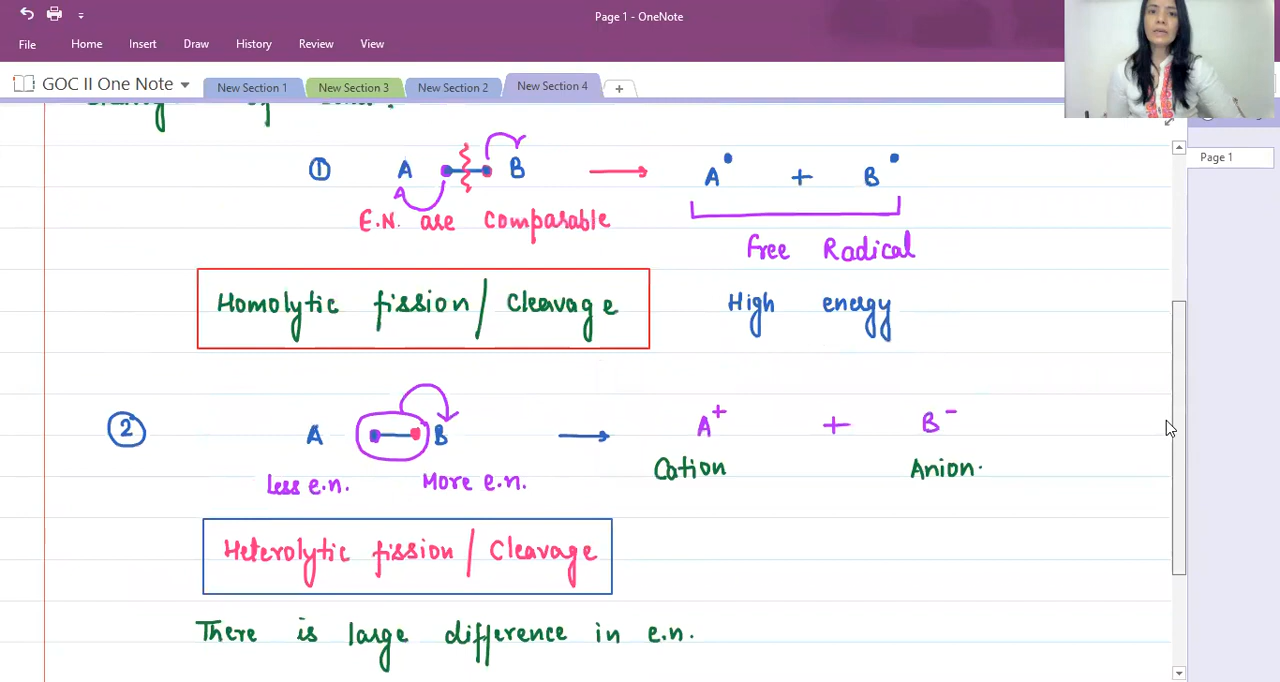 Page 1 - OneNote
File Home Insert Draw History Review View
GOC II One Note New Section 1 New Section 3 New Section 2 New Section 4 +
Page 1
① A B → A• + B•
E.N. are comparable
Free Radical
Homolytic fission / Cleavage
High energy
② A B → A⁺ + B⁻
Cation Anion.
Less e.n. More e.n.
Heterolytic fission / Cleavage
There is large difference in e.n.